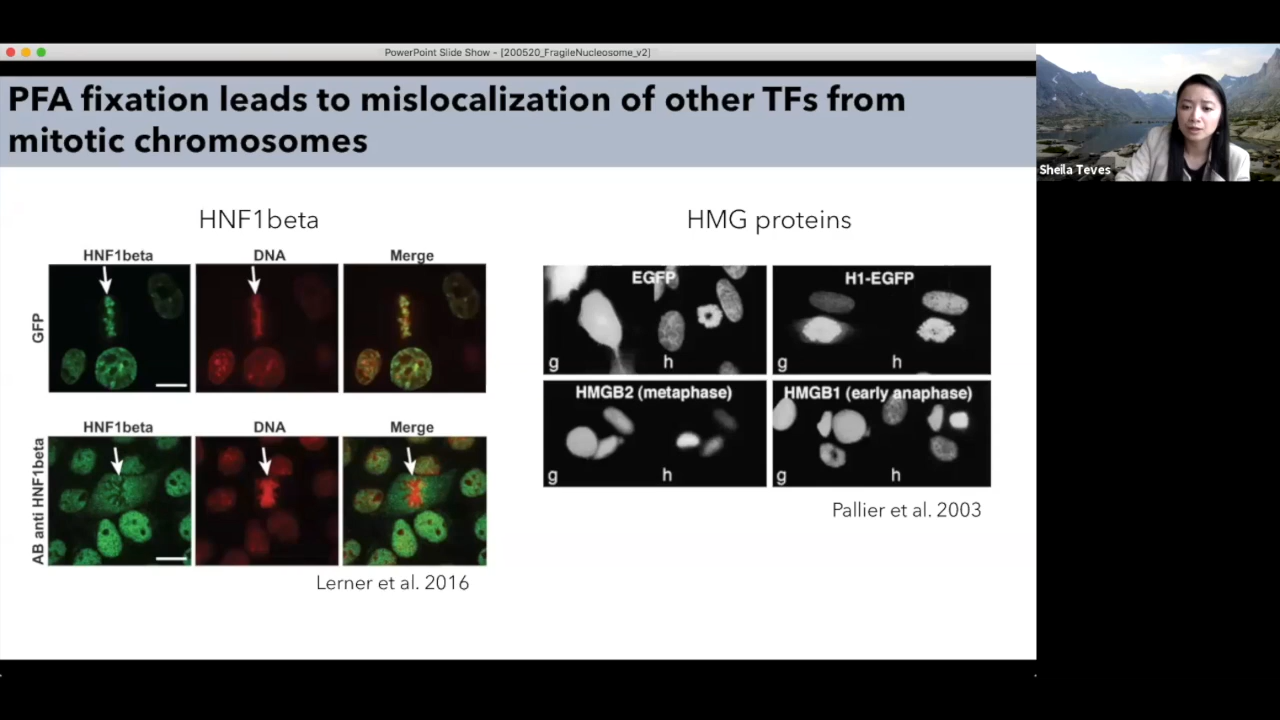 PowerPoint Slide Show - [200520_FragileNucleosome_v2]
PFA fixation leads to mislocalization of other TFs from
mitotic chromosomes
Sheila Teves
HNF1beta
HNF1beta DNA Merge
GFP
HNF1beta DNA Merge
AB anti HNF1beta
Lerner et al. 2016
HMG proteins
EGFP
g h
H1-EGFP
g h
HMGB2 (metaphase)
g h
HMGB1 (early anaphase)
g h
Pallier et al. 2003